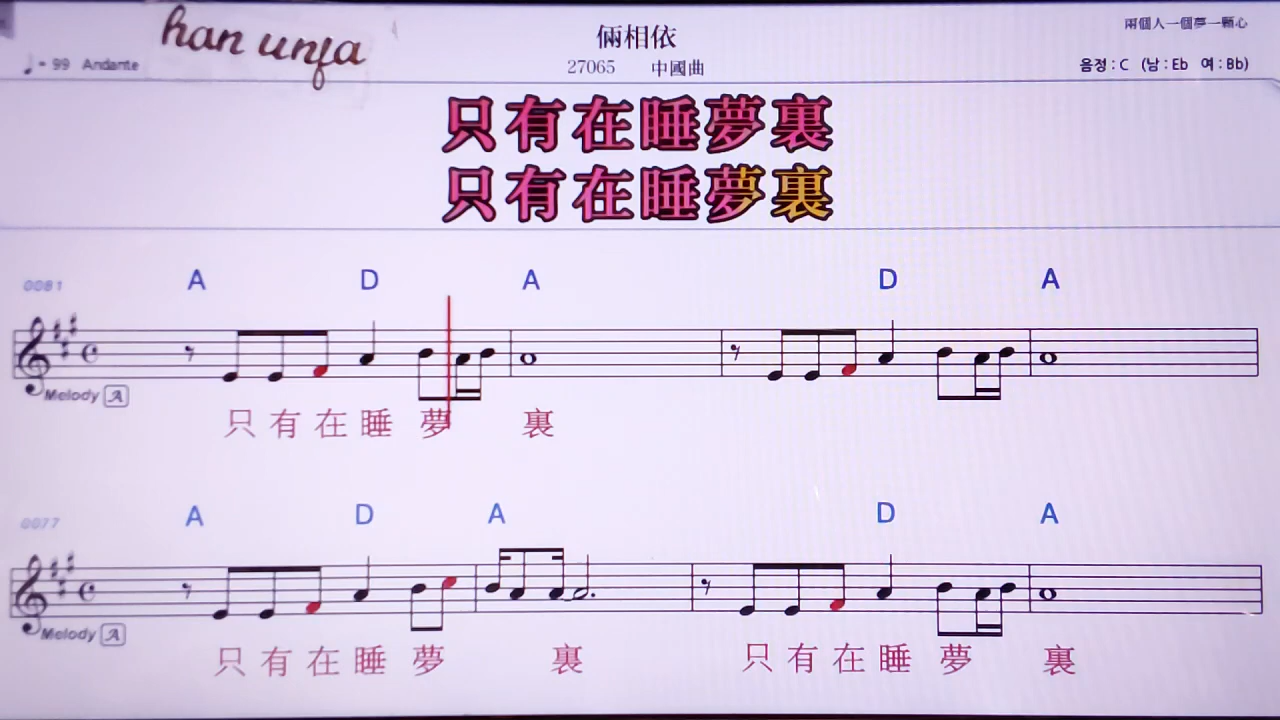 han unja
倆相依
兩個人一個夢一顆心
♩= 99 Andante
27065 中國曲
음정 : C (남 : Eb 여 : Bb)
只有在睡夢裏
只有在睡夢裏
0081 A D A D A
Melody A
只有在睡夢 裏
0077 A D A D A
Melody A
只有在睡夢 裏 只有在睡夢 裏